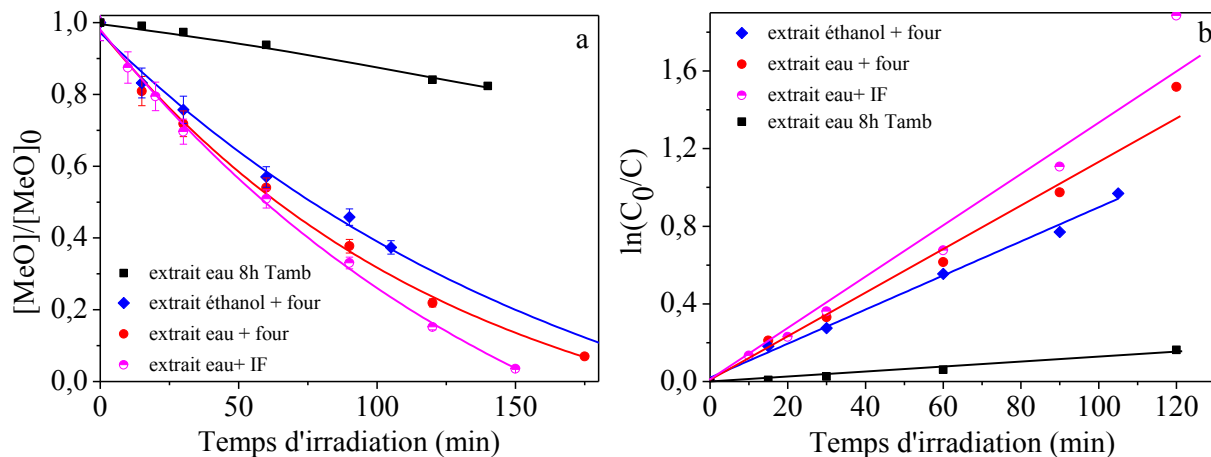 a
1,0
0,8
0,6
0,4
0,2
0,0
[MeO]/[MeO]0
extrait eau 8h Tamb
extrait éthanol + four
extrait eau + four
extrait eau+ IF
0 50 100 150
Temps d'irradiation (min)
b
1,6
1,2
0,8
0,4
0,0
ln(C0/C)
extrait éthanol + four
extrait eau + four
extrait eau+ IF
extrait eau 8h Tamb
0 20 40 60 80 100 120
Temps d'irradiation (min)